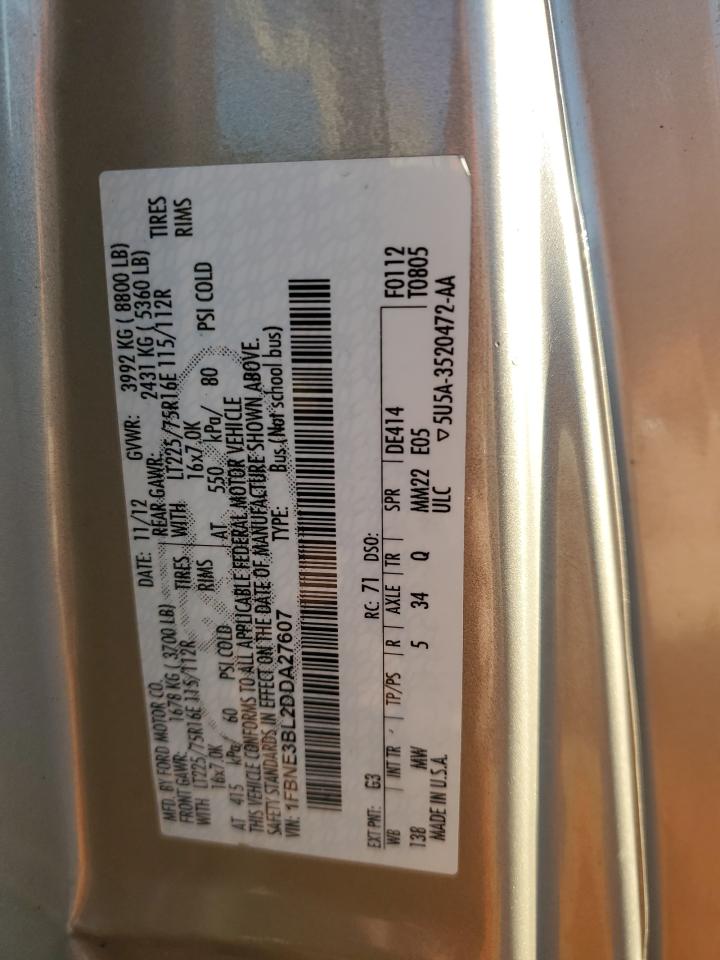 MFD. BY FORD MOTOR CO. DATE: 11/12 GVWR: 3992 KG ( 8800 LB)
FRONT GAWR: 1678 KG ( 3700 LB) REAR GAWR: 2431 KG ( 5360 LB)
WITH LT225/75R16E 115/112R TIRES WITH LT225/75R16E 115/112R TIRES
16x7.0K RIMS 16x7.0K RIMS
AT 415 kPa/ 60 PSI COLD AT 550 kPa/ 80 PSI COLD
THIS VEHICLE CONFORMS TO ALL APPLICABLE FEDERAL MOTOR VEHICLE
SAFETY STANDARDS IN EFFECT ON THE DATE OF MANUFACTURE SHOWN ABOVE.
VIN: 1FBNE3BL2DDA27607 TYPE: Bus (Not school bus)
EXT PNT: G3 RC: 71 DSO: F0112
WB INT TR TP/PS R AXLE TR SPR DE414 T0805
138 MW 5 34 Q MM22 E05
MADE IN U.S.A. ULC ▽5U5A-3520472-AA